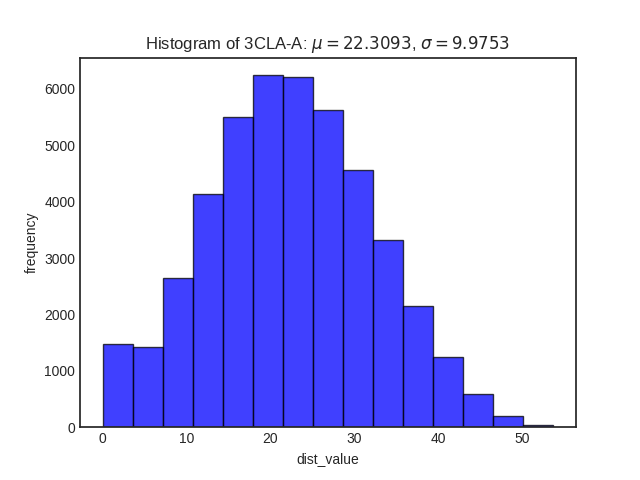 Histogram of 3CLA-A: μ = 22.3093, σ = 9.9753
frequency
6000
5000
4000
3000
2000
1000
0
0 10 20 30 40 50
dist_value